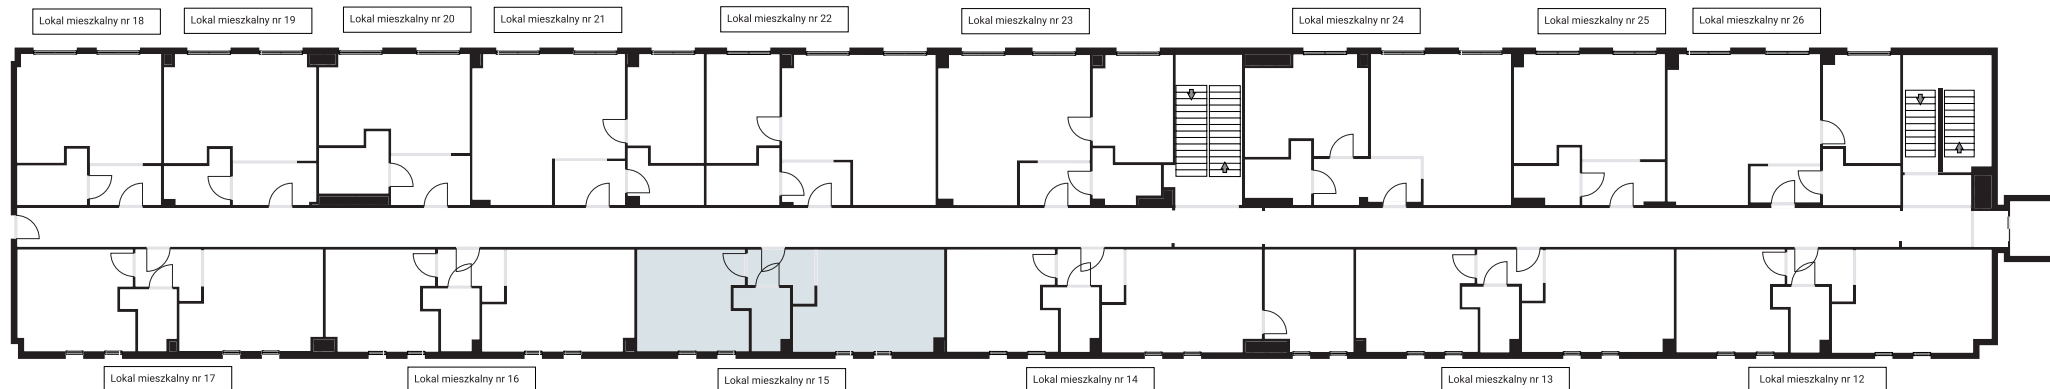 Lokal mieszkalny nr 18
Lokal mieszkalny nr 19
Lokal mieszkalny nr 20
Lokal mieszkalny nr 21
Lokal mieszkalny nr 22
Lokal mieszkalny nr 23
Lokal mieszkalny nr 24
Lokal mieszkalny nr 25
Lokal mieszkalny nr 26
Lokal mieszkalny nr 17
Lokal mieszkalny nr 16
Lokal mieszkalny nr 15
Lokal mieszkalny nr 14
Lokal mieszkalny nr 13
Lokal mieszkalny nr 12